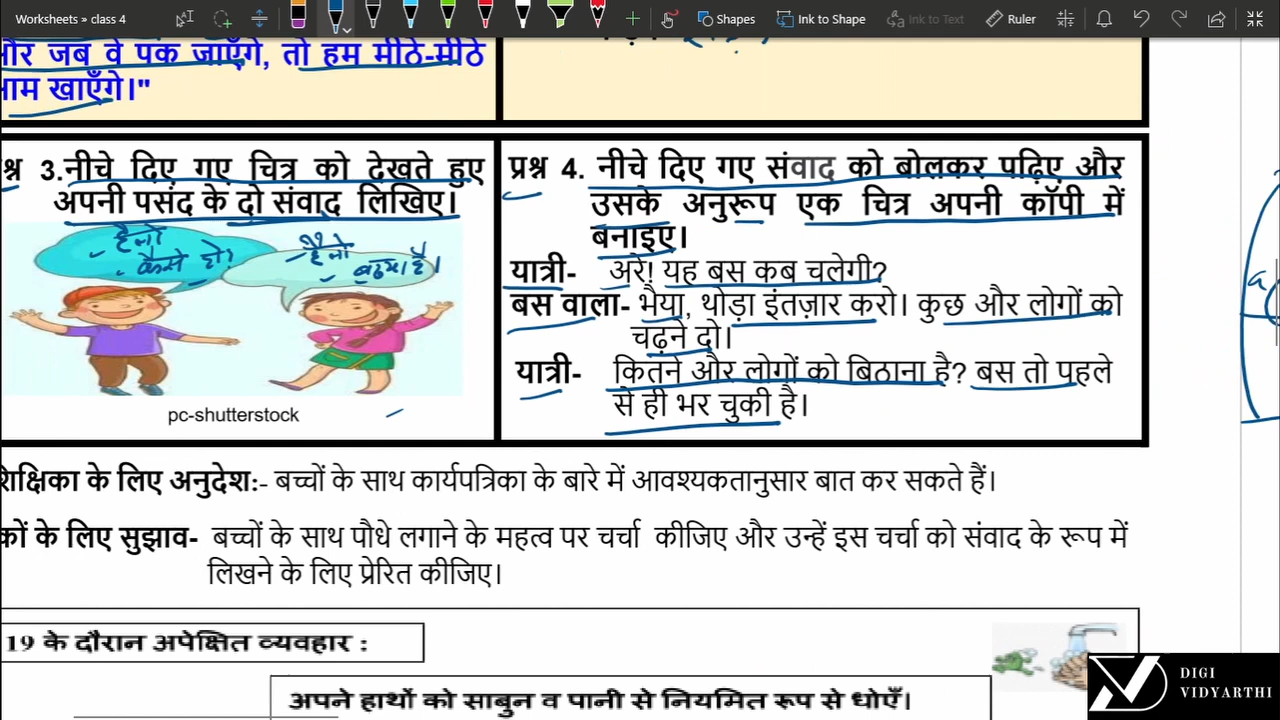 Worksheets » class 4
Shapes
Ink to Shape
Ink to Text
Ruler
और जब वे पक जाएँगे, तो हम मीठे-मीठे
आम खाएँगे।"
श्न 3.नीचे दिए गए चित्र को देखते हुए
अपनी पसंद के दो संवाद लिखिए।
हैलो
कैसे हो?
हैलो
बढ़िया है।
pc-shutterstock
प्रश्न 4. नीचे दिए गए संवाद को बोलकर पढ़िए और
उसके अनुरूप एक चित्र अपनी कॉपी में
बनाइए।
यात्री- अरे! यह बस कब चलेगी?
बस वाला- भैया, थोड़ा इंतज़ार करो। कुछ और लोगों को
चढ़ने दो।
यात्री- कितने और लोगों को बिठाना है? बस तो पहले
से ही भर चुकी है।
शिक्षिका के लिए अनुदेश:- बच्चों के साथ कार्यपत्रिका के बारे में आवश्यकतानुसार बात कर सकते हैं।
कों के लिए सुझाव- बच्चों के साथ पौधे लगाने के महत्व पर चर्चा कीजिए और उन्हें इस चर्चा को संवाद के रूप में
लिखने के लिए प्रेरित कीजिए।
19 के दौरान अपेक्षित व्यवहार :
अपने हाथों को साबुन व पानी से नियमित रूप से धोएँ।
DIGI
VIDYARTHI